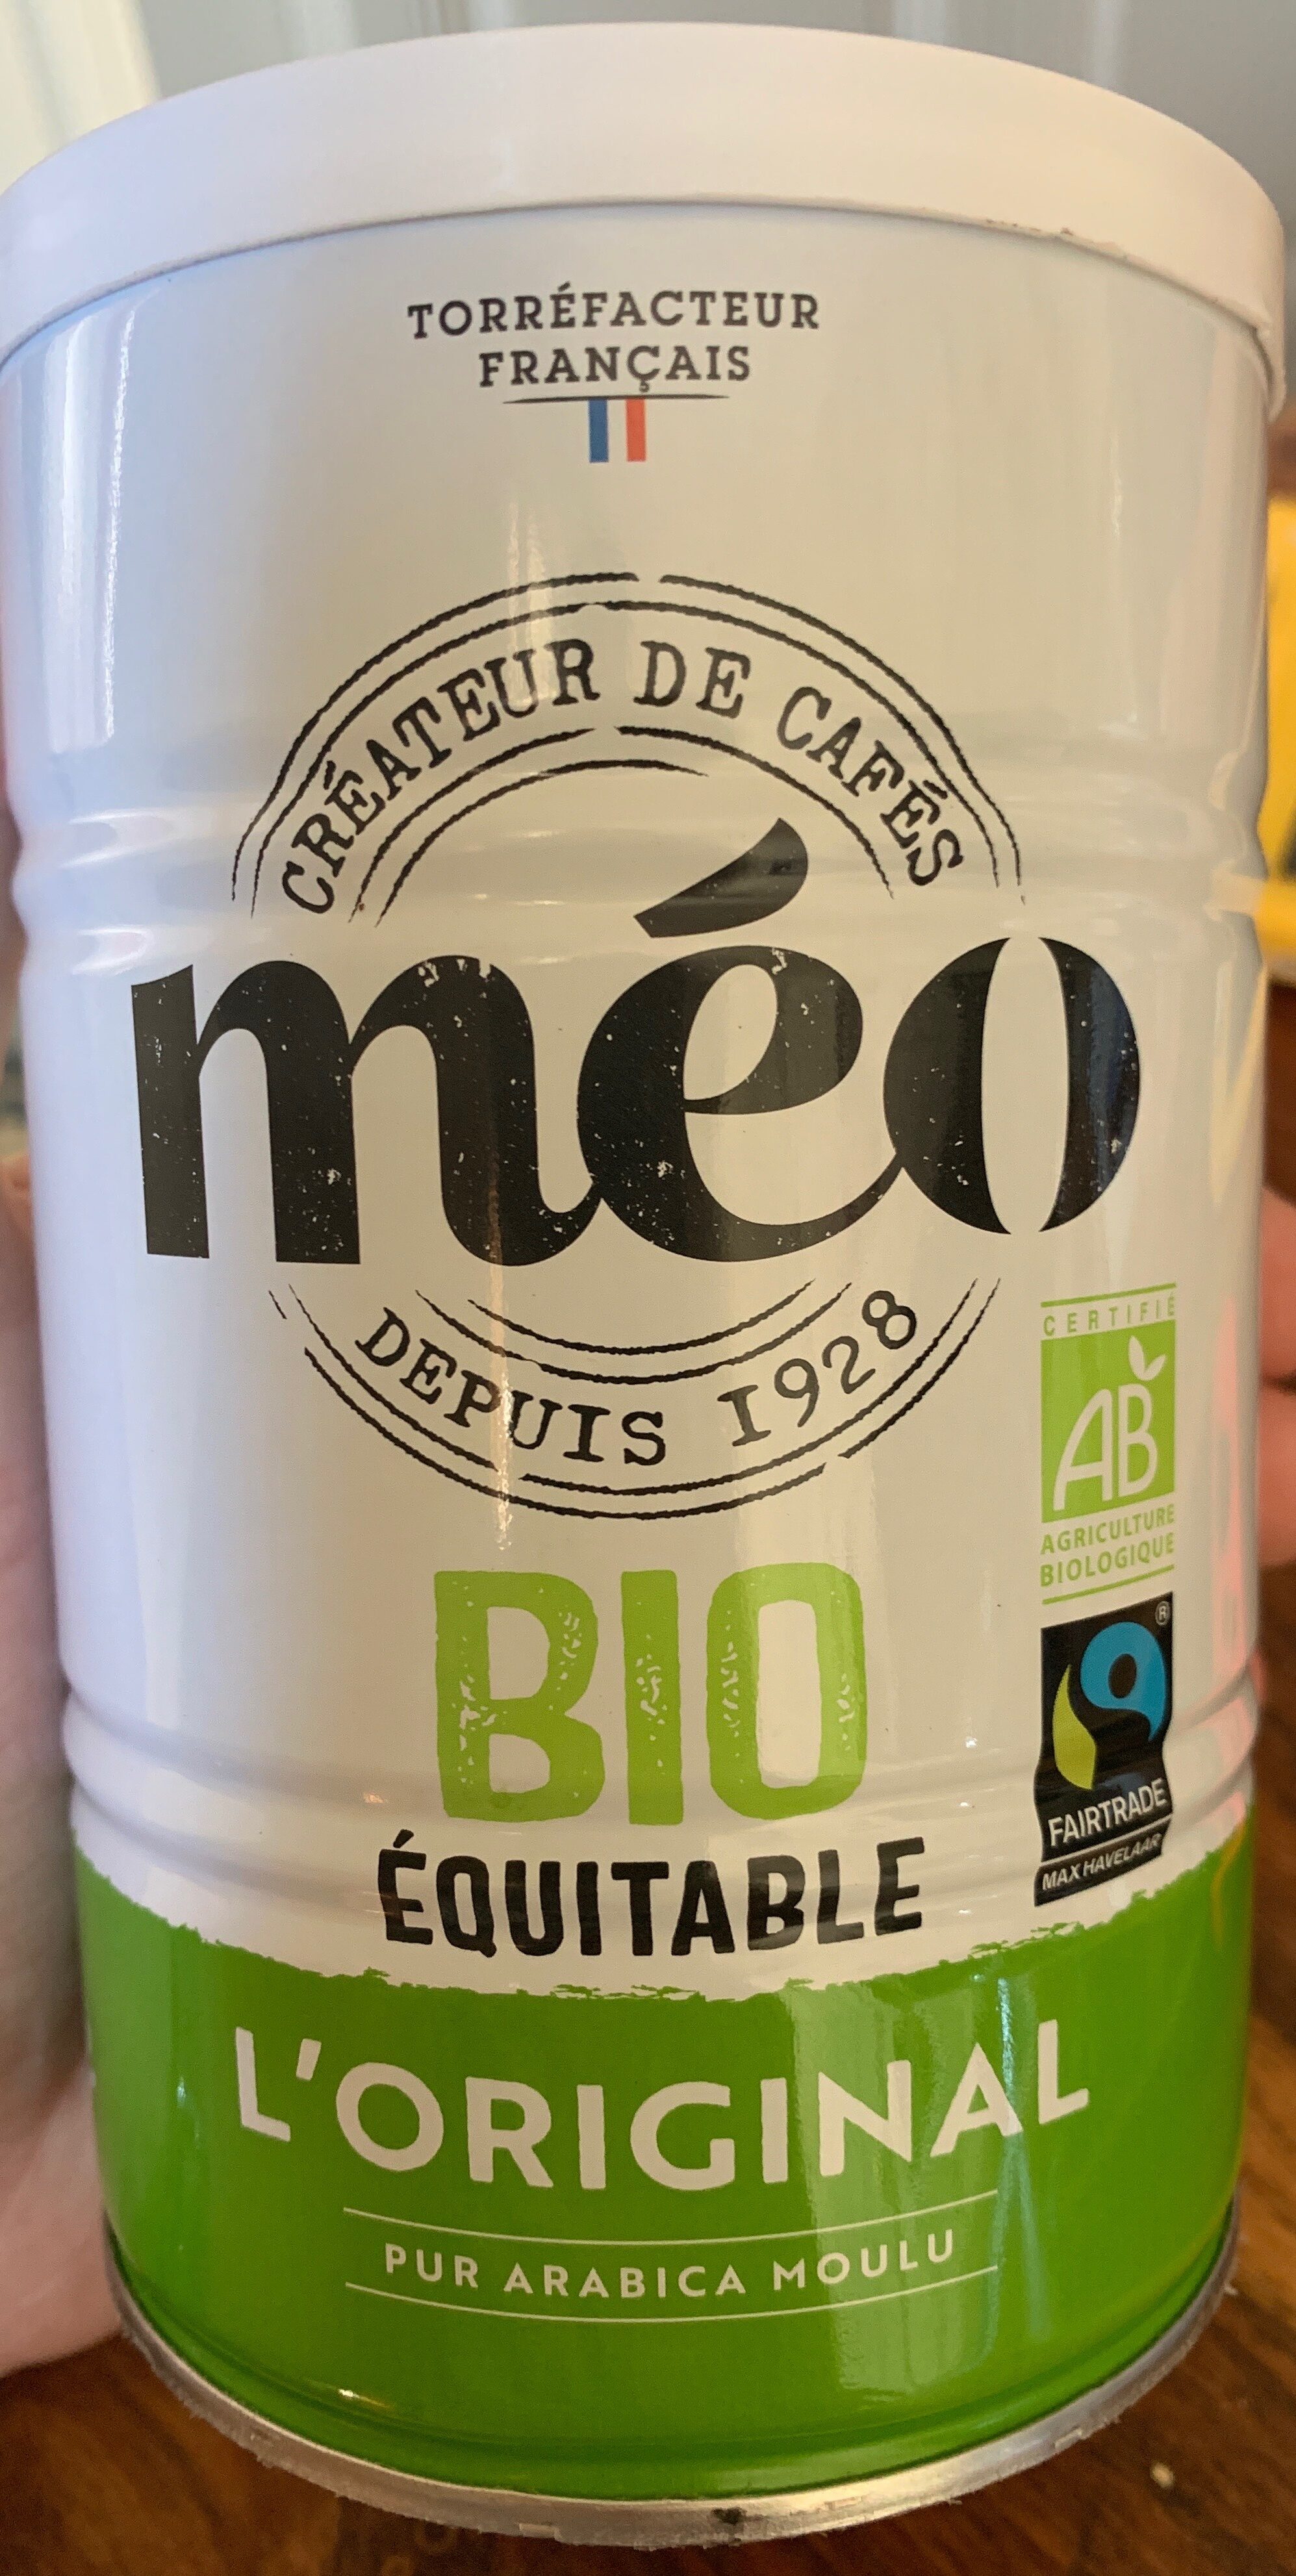 TORRÉFACTEUR
FRANÇAIS
CRÉATEUR DE CAFÉS
méo
DEPUIS 1928
CERTIFIÉ
AB
AGRICULTURE
BIOLOGIQUE
®
FAIRTRADE
MAX HAVELAAR
BIO
ÉQUITABLE
L'ORIGINAL
PUR ARABICA MOULU